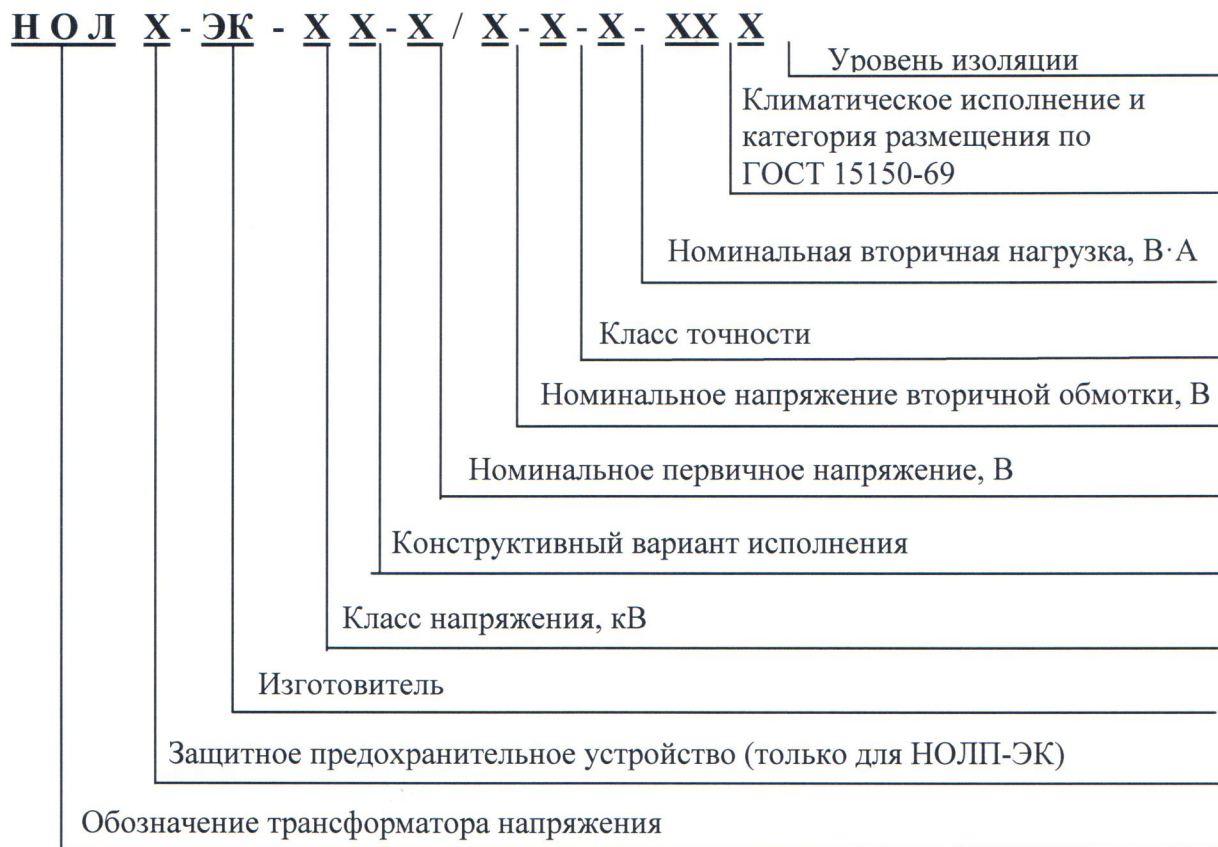 Н О Л Х - ЭК - Х Х - Х / Х - Х - Х - ХХ Х
Уровень изоляции
Климатическое исполнение и
категория размещения по
ГОСТ 15150-69
Номинальная вторичная нагрузка, В·А
Класс точности
Номинальное напряжение вторичной обмотки, В
Номинальное первичное напряжение, В
Конструктивный вариант исполнения
Класс напряжения, кВ
Изготовитель
Защитное предохранительное устройство (только для НОЛП-ЭК)
Обозначение трансформатора напряжения